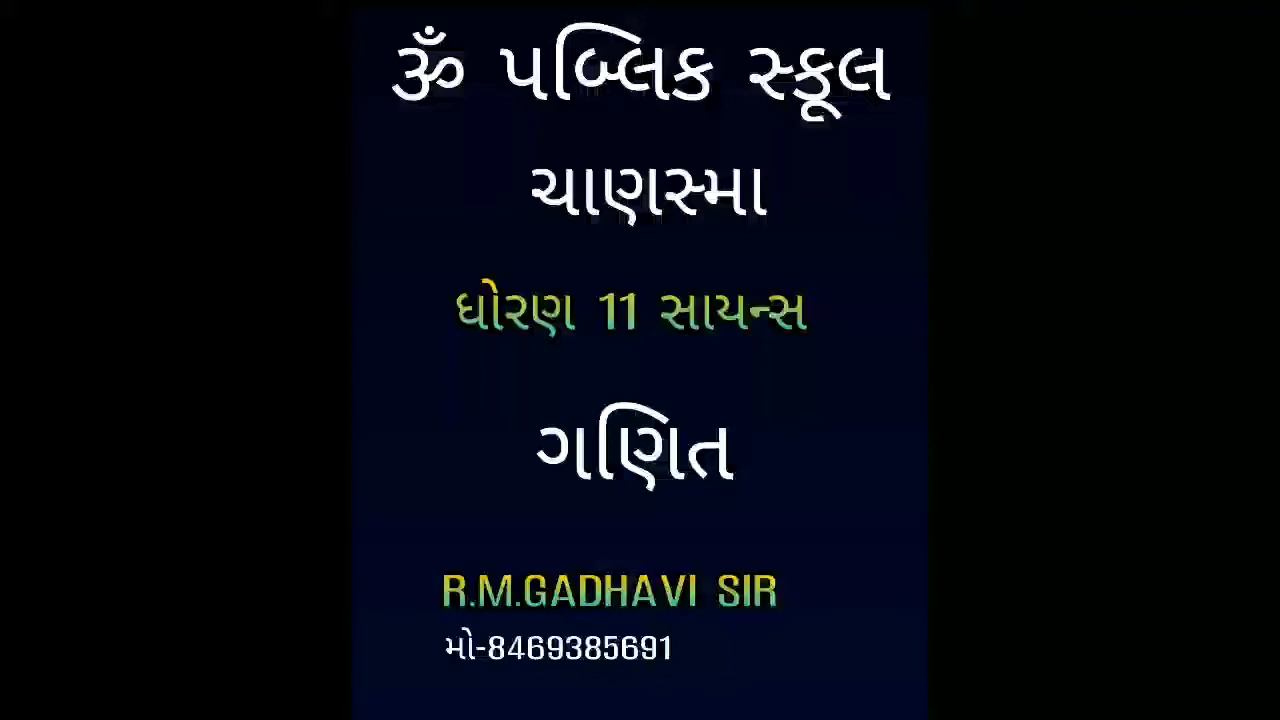 ૐ પબ્લિક સ્કૂલ
ચાણસ્મા
ધોરણ 11 સાયન્સ
ગણિત
R.M.GADHAVI SIR
મો-8469385691